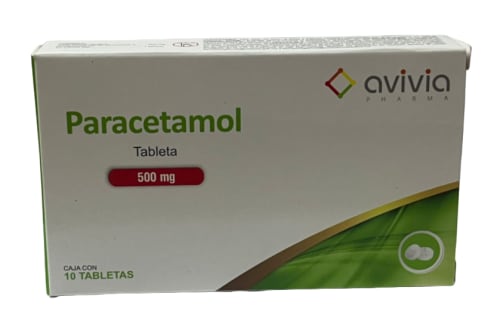 avivia
PHARMA
Paracetamol
Tableta
500 mg
CAJA CON
10 TABLETAS